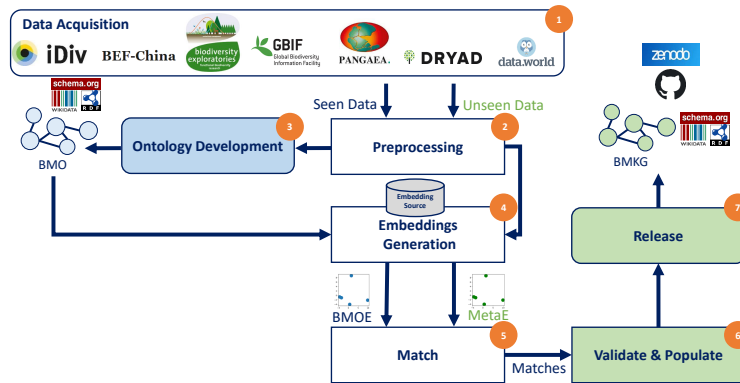 Data Acquisition
1
iDiv
BEF-China
biodiversity
exploratories
GBIF
Global Biodiversity
Information Facility
PANGAEA.
DRYAD
data.world
Seen Data
Unseen Data
schema.org
WIKIDATA
RDF
BMO
3
Ontology Development
2
Preprocessing
Embedding
Source
4
Embeddings
Generation
BMOE
MetaE
5
Match
Matches
6
Validate & Populate
7
Release
zenodo
schema.org
WIKIDATA
RDF
BMKG